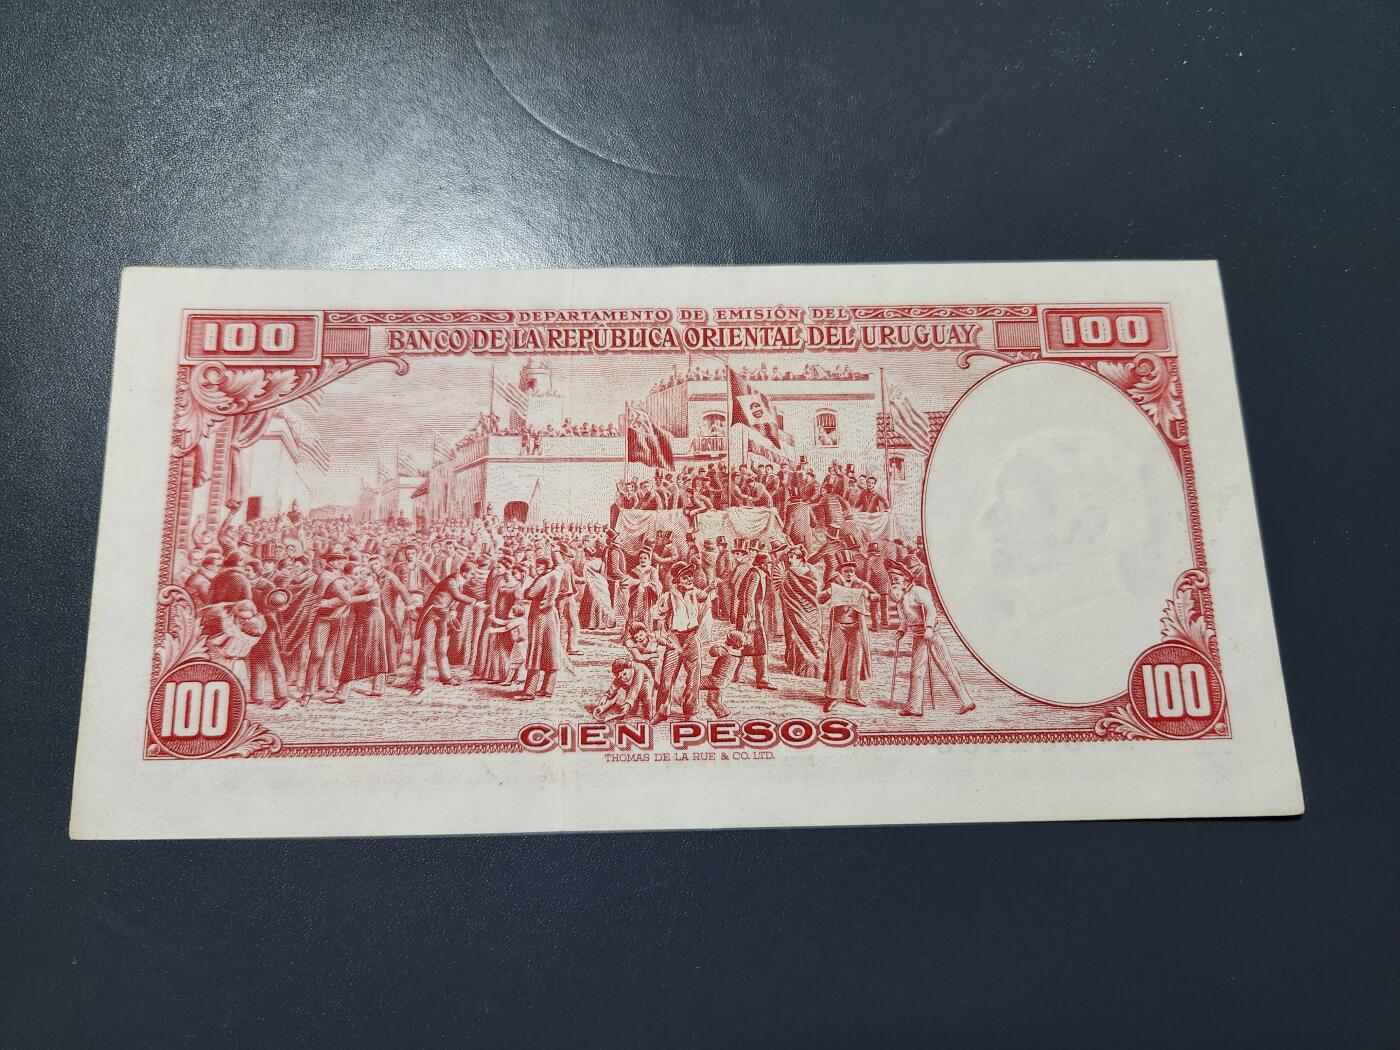 100
DEPARTAMENTO DE EMISIÓN DEL
100
BANCO DE LA REPÚBLICA ORIENTAL DEL URUGUAY
100
CIEN PESOS
100
THOMAS DE LA RUE & CO. LTD.